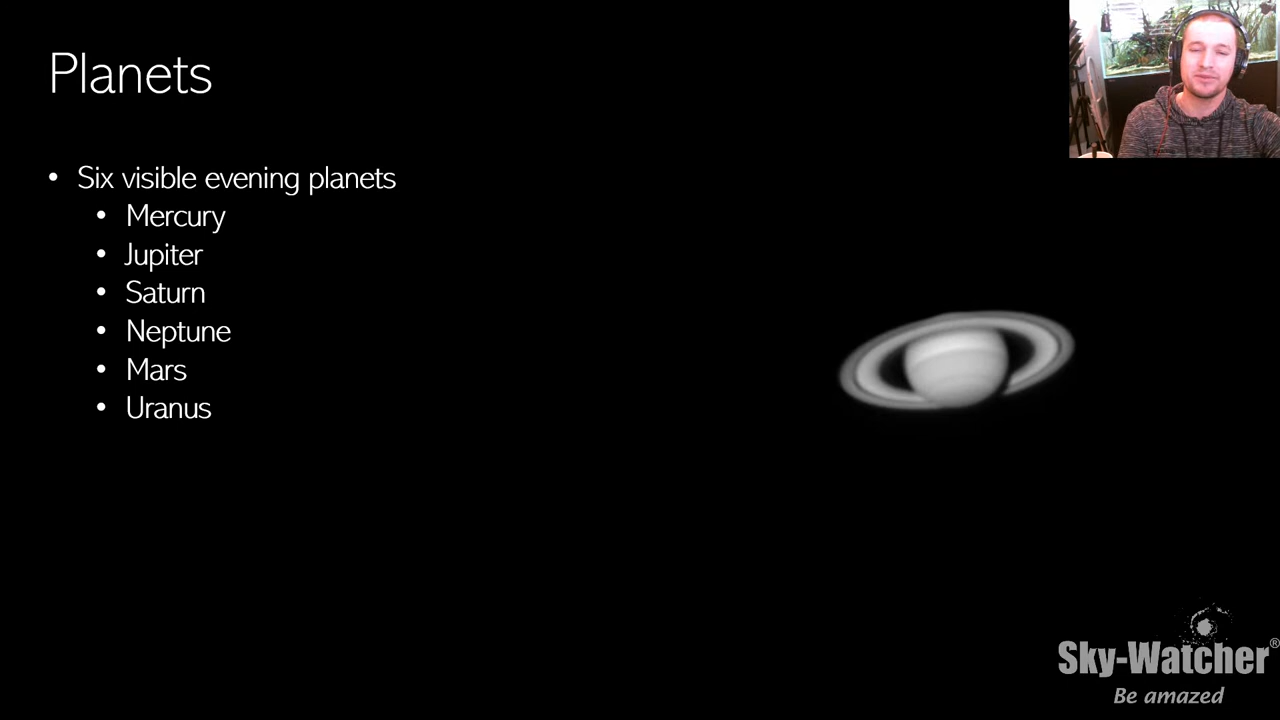 Planets
• Six visible evening planets
• Mercury
• Jupiter
• Saturn
• Neptune
• Mars
• Uranus
Sky-Watcher®
Be amazed